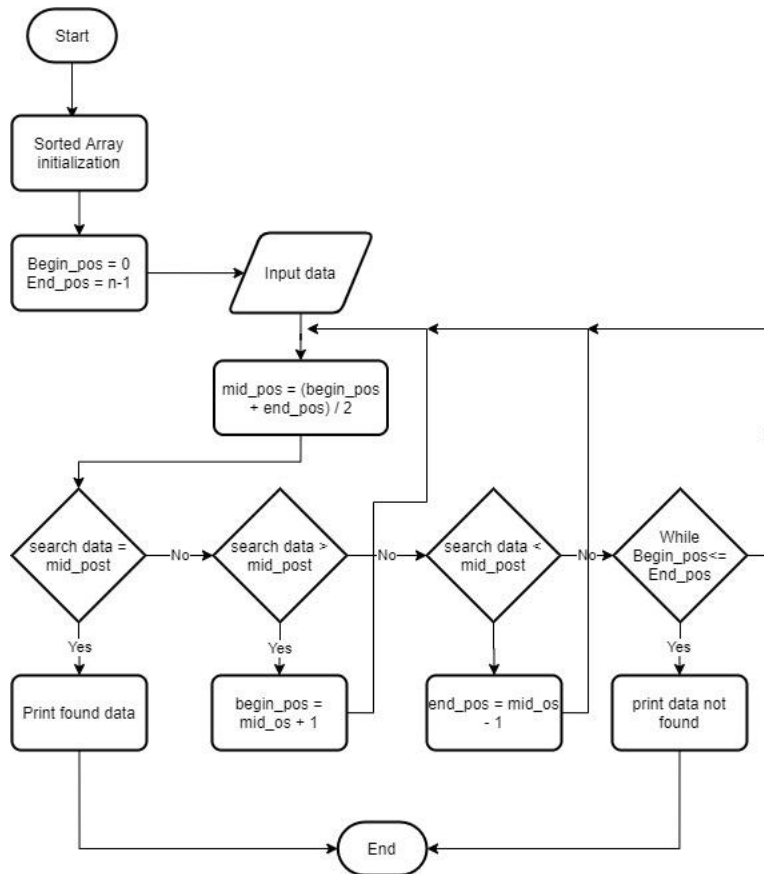 Start
Sorted Array
initialization
Begin_pos = 0
End_pos = n-1
Input data
mid_pos = (begin_pos
+ end_pos) / 2
search data =
mid_post
No
search data >
mid_post
No
search data <
mid_post
No
While
Begin_pos<=
End_pos
Yes
Yes
Yes
Print found data
begin_pos =
mid_os + 1
end_pos = mid_os
- 1
print data not
found
End